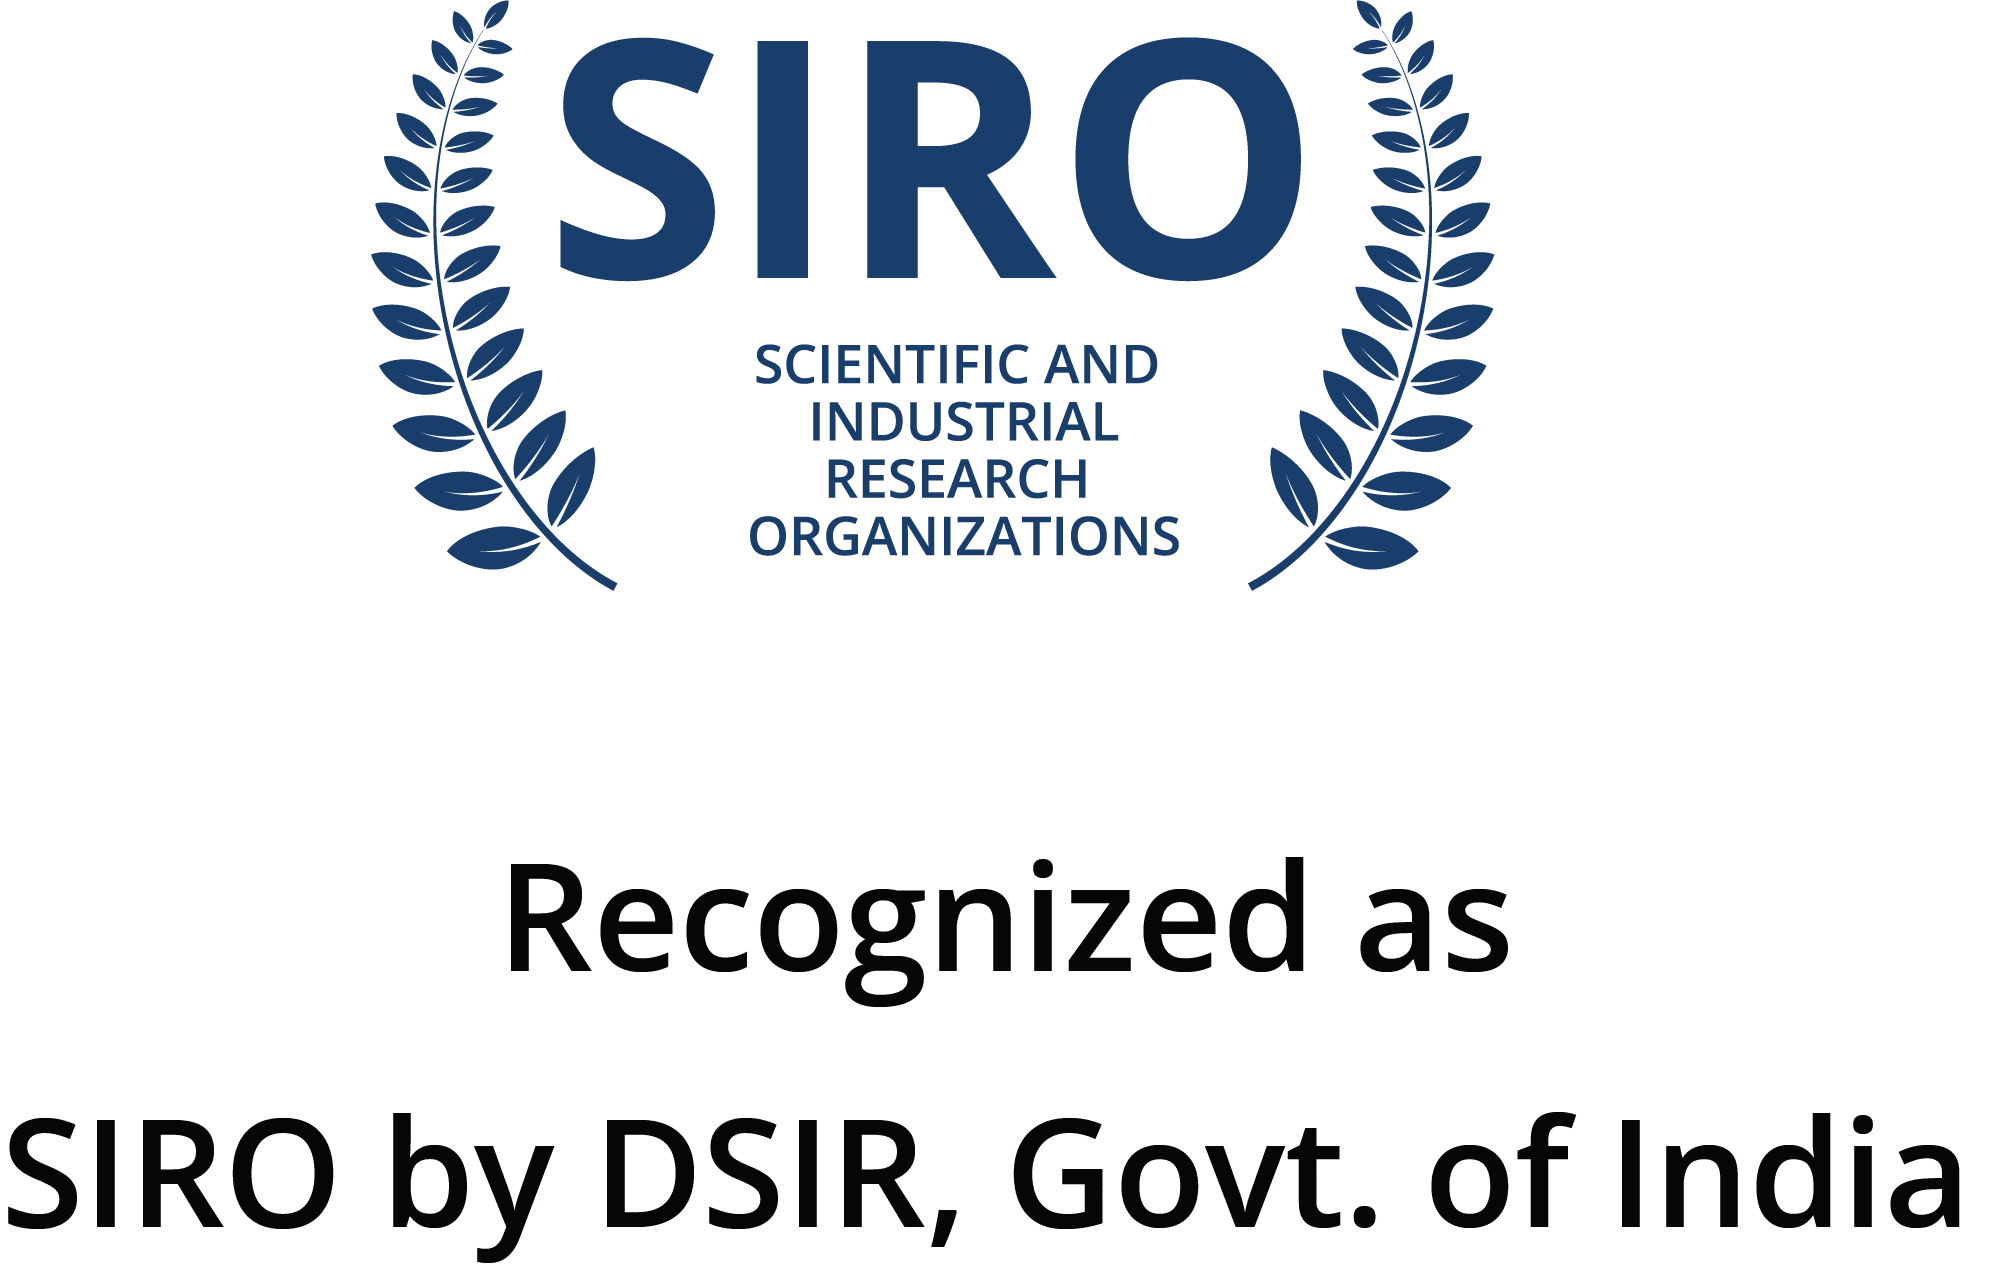 SIRO
SCIENTIFIC AND
INDUSTRIAL
RESEARCH
ORGANIZATIONS
Recognized as
SIRO by DSIR, Govt. of India